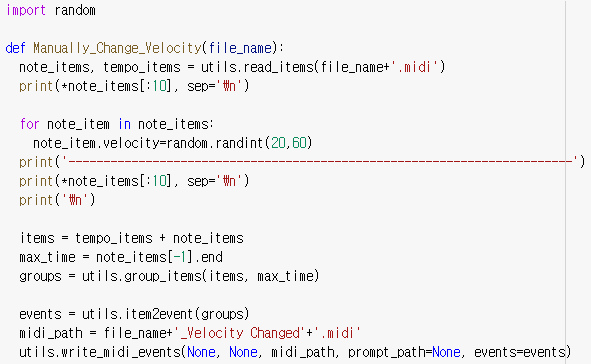 import random
def Manually_Change_Velocity(file_name):
  note_items, tempo_items = utils.read_items(file_name+'.midi')
  print(*note_items[:10], sep='₩n')
  for note_item in note_items:
    note_item.velocity=random.randint(20,60)
  print('------------------------------------------------------------------------')
  print(*note_items[:10], sep='₩n')
  print('₩n')
  items = tempo_items + note_items
  max_time = note_items[-1].end
  groups = utils.group_items(items, max_time)
  events = utils.item2event(groups)
  midi_path = file_name+'_Velocity Changed'+'.midi'
  utils.write_midi_events(None, None, midi_path, prompt_path=None, events=events)